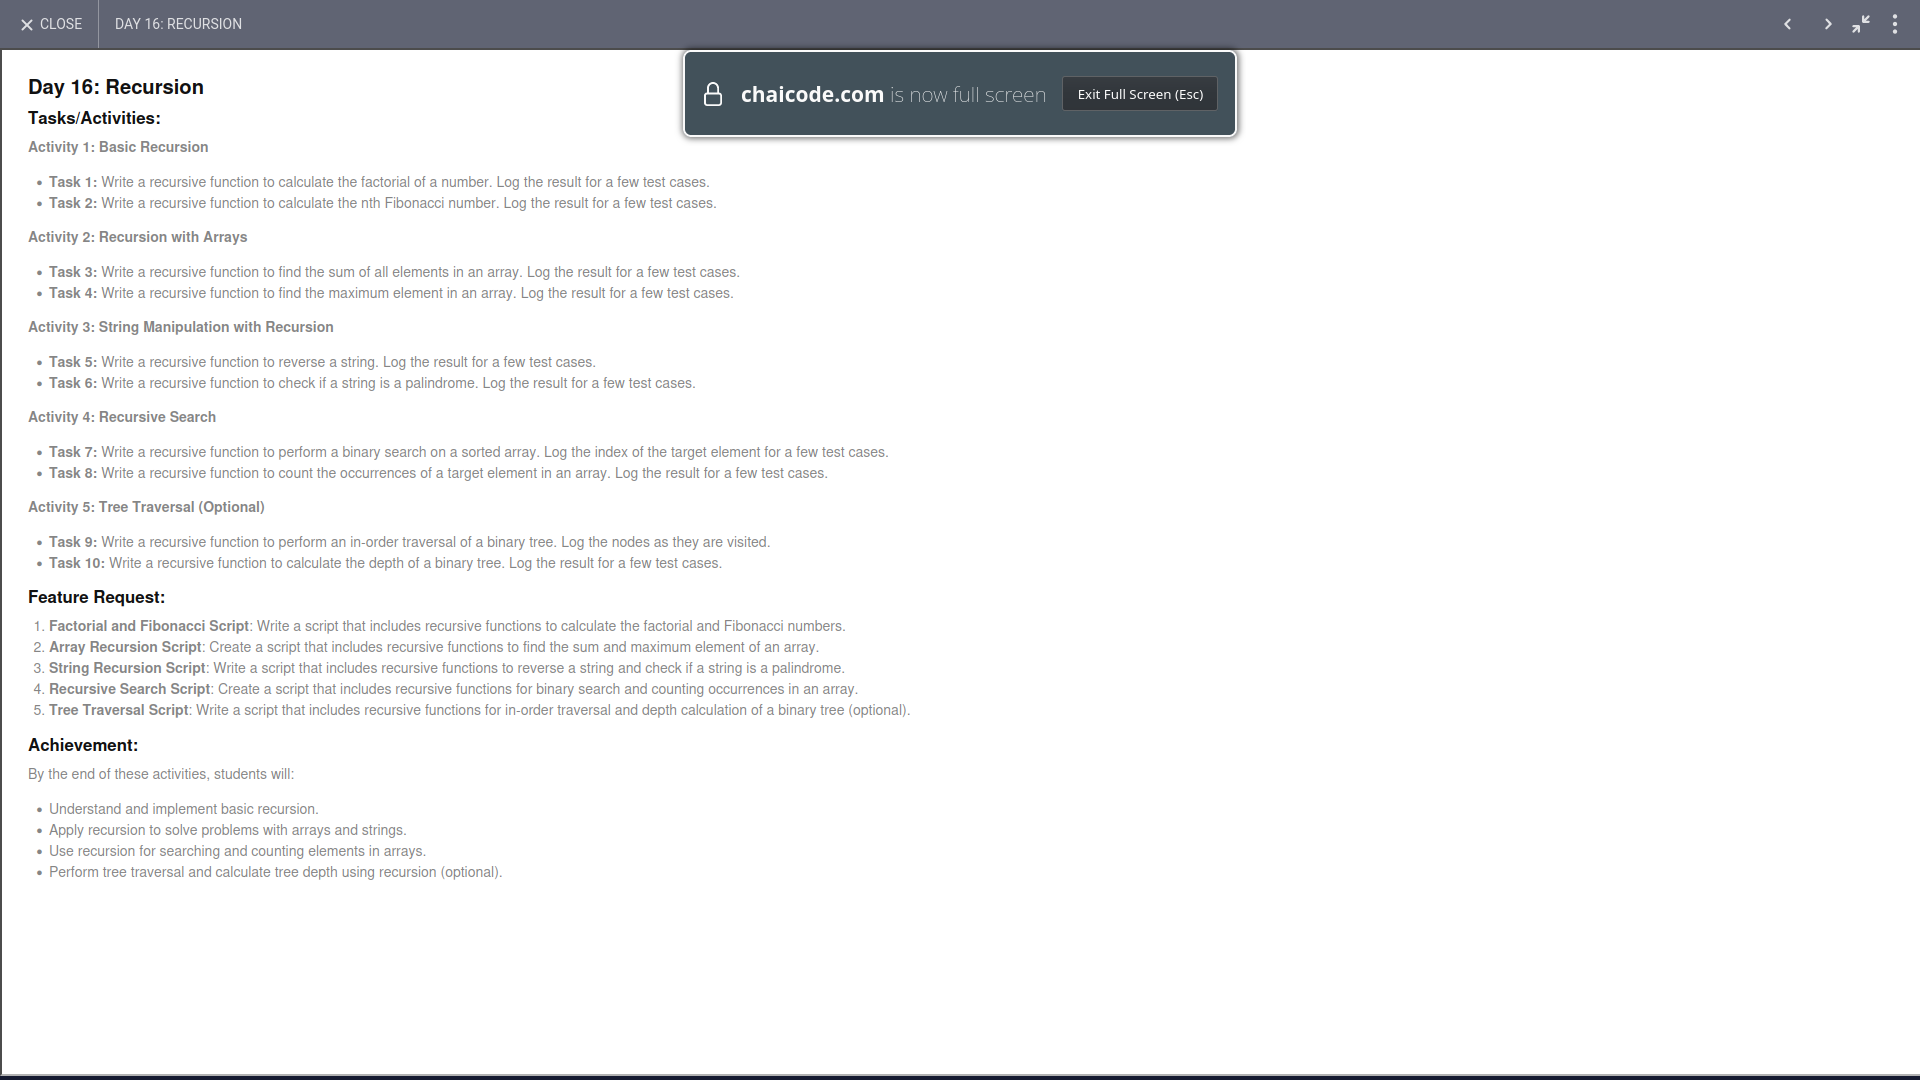 CLOSE
DAY 16: RECURSION
chaicode.com is now full screen
Exit Full Screen (Esc)
Day 16: Recursion
Tasks/Activities:
Activity 1: Basic Recursion
• Task 1: Write a recursive function to calculate the factorial of a number. Log the result for a few test cases.
• Task 2: Write a recursive function to calculate the nth Fibonacci number. Log the result for a few test cases.
Activity 2: Recursion with Arrays
• Task 3: Write a recursive function to find the sum of all elements in an array. Log the result for a few test cases.
• Task 4: Write a recursive function to find the maximum element in an array. Log the result for a few test cases.
Activity 3: String Manipulation with Recursion
• Task 5: Write a recursive function to reverse a string. Log the result for a few test cases.
• Task 6: Write a recursive function to check if a string is a palindrome. Log the result for a few test cases.
Activity 4: Recursive Search
• Task 7: Write a recursive function to perform a binary search on a sorted array. Log the index of the target element for a few test cases.
• Task 8: Write a recursive function to count the occurrences of a target element in an array. Log the result for a few test cases.
Activity 5: Tree Traversal (Optional)
• Task 9: Write a recursive function to perform an in-order traversal of a binary tree. Log the nodes as they are visited.
• Task 10: Write a recursive function to calculate the depth of a binary tree. Log the result for a few test cases.
Feature Request:
1. Factorial and Fibonacci Script: Write a script that includes recursive functions to calculate the factorial and Fibonacci numbers.
2. Array Recursion Script: Create a script that includes recursive functions to find the sum and maximum element of an array.
3. String Recursion Script: Write a script that includes recursive functions to reverse a string and check if a string is a palindrome.
4. Recursive Search Script: Create a script that includes recursive functions for binary search and counting occurrences in an array.
5. Tree Traversal Script: Write a script that includes recursive functions for in-order traversal and depth calculation of a binary tree (optional).
Achievement:
By the end of these activities, students will:
• Understand and implement basic recursion.
• Apply recursion to solve problems with arrays and strings.
• Use recursion for searching and counting elements in arrays.
• Perform tree traversal and calculate tree depth using recursion (optional).